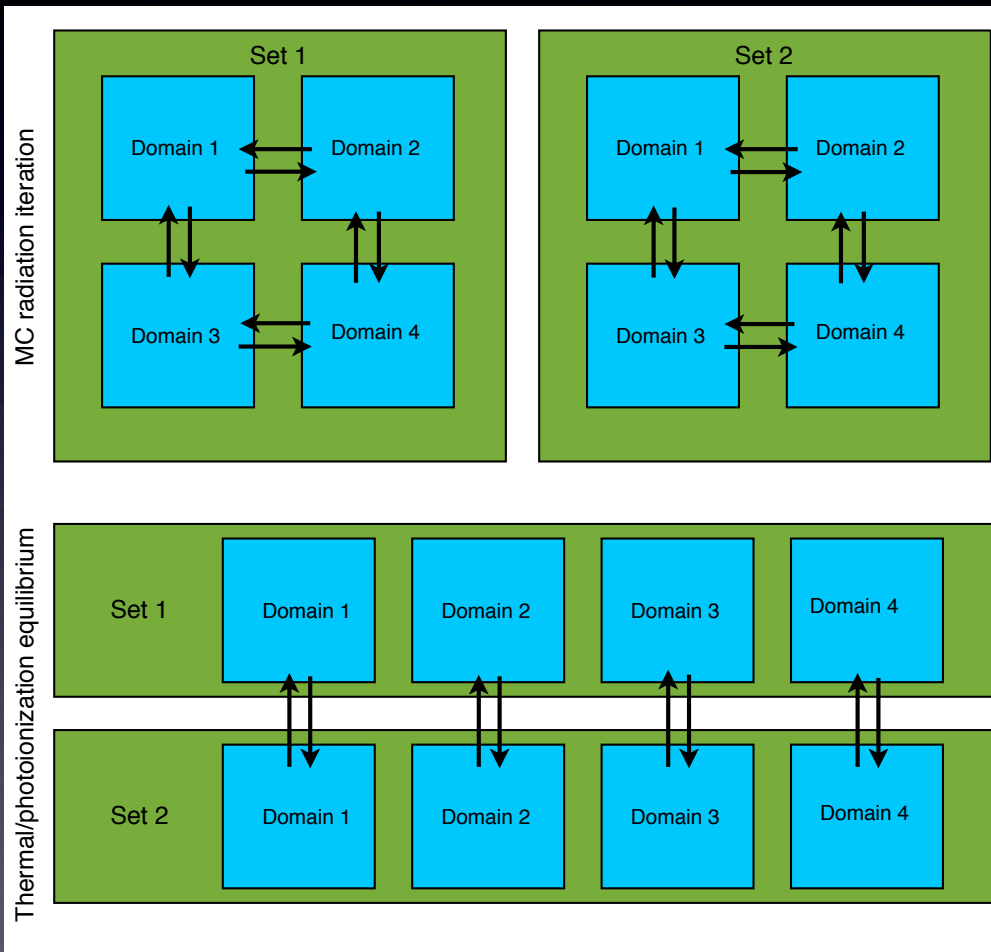 MC radiation iteration
Set 1
Domain 1
Domain 2
Domain 3
Domain 4
Set 2
Domain 1
Domain 2
Domain 3
Domain 4
Thermal/photoionization equilibrium
Set 1
Domain 1
Domain 2
Domain 3
Domain 4
Set 2
Domain 1
Domain 2
Domain 3
Domain 4